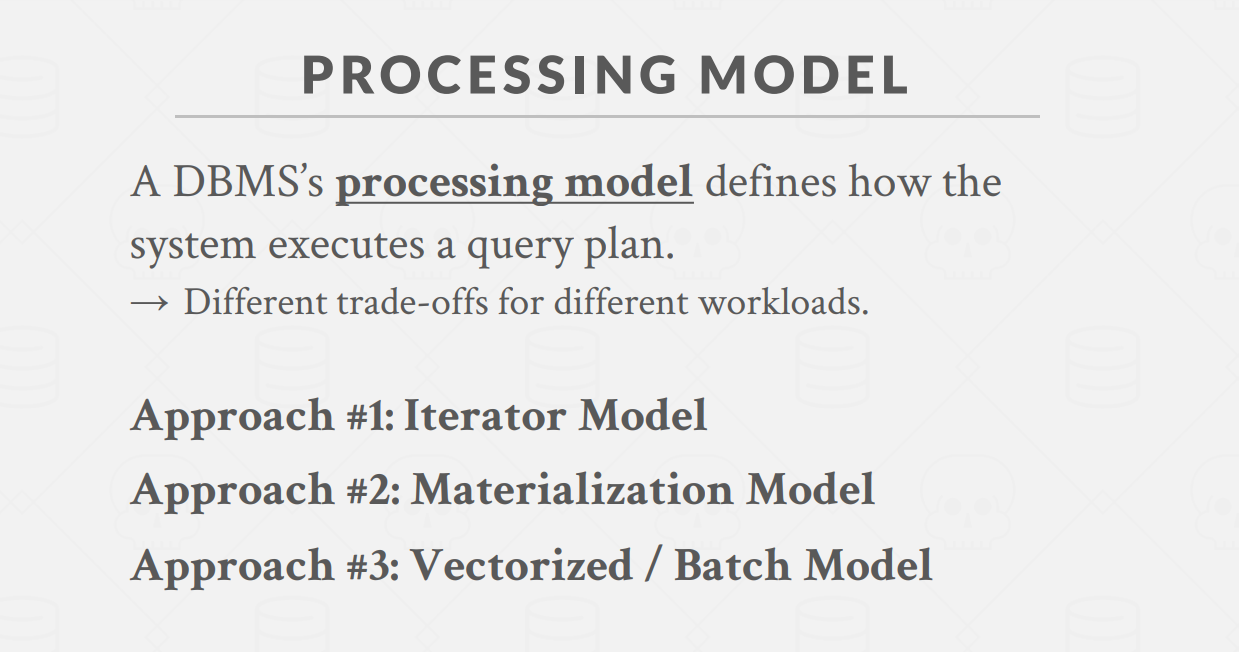 PROCESSING MODEL
A DBMS’s processing model defines how the
system executes a query plan.
→ Different trade-offs for different workloads.
Approach #1: Iterator Model
Approach #2: Materialization Model
Approach #3: Vectorized / Batch Model